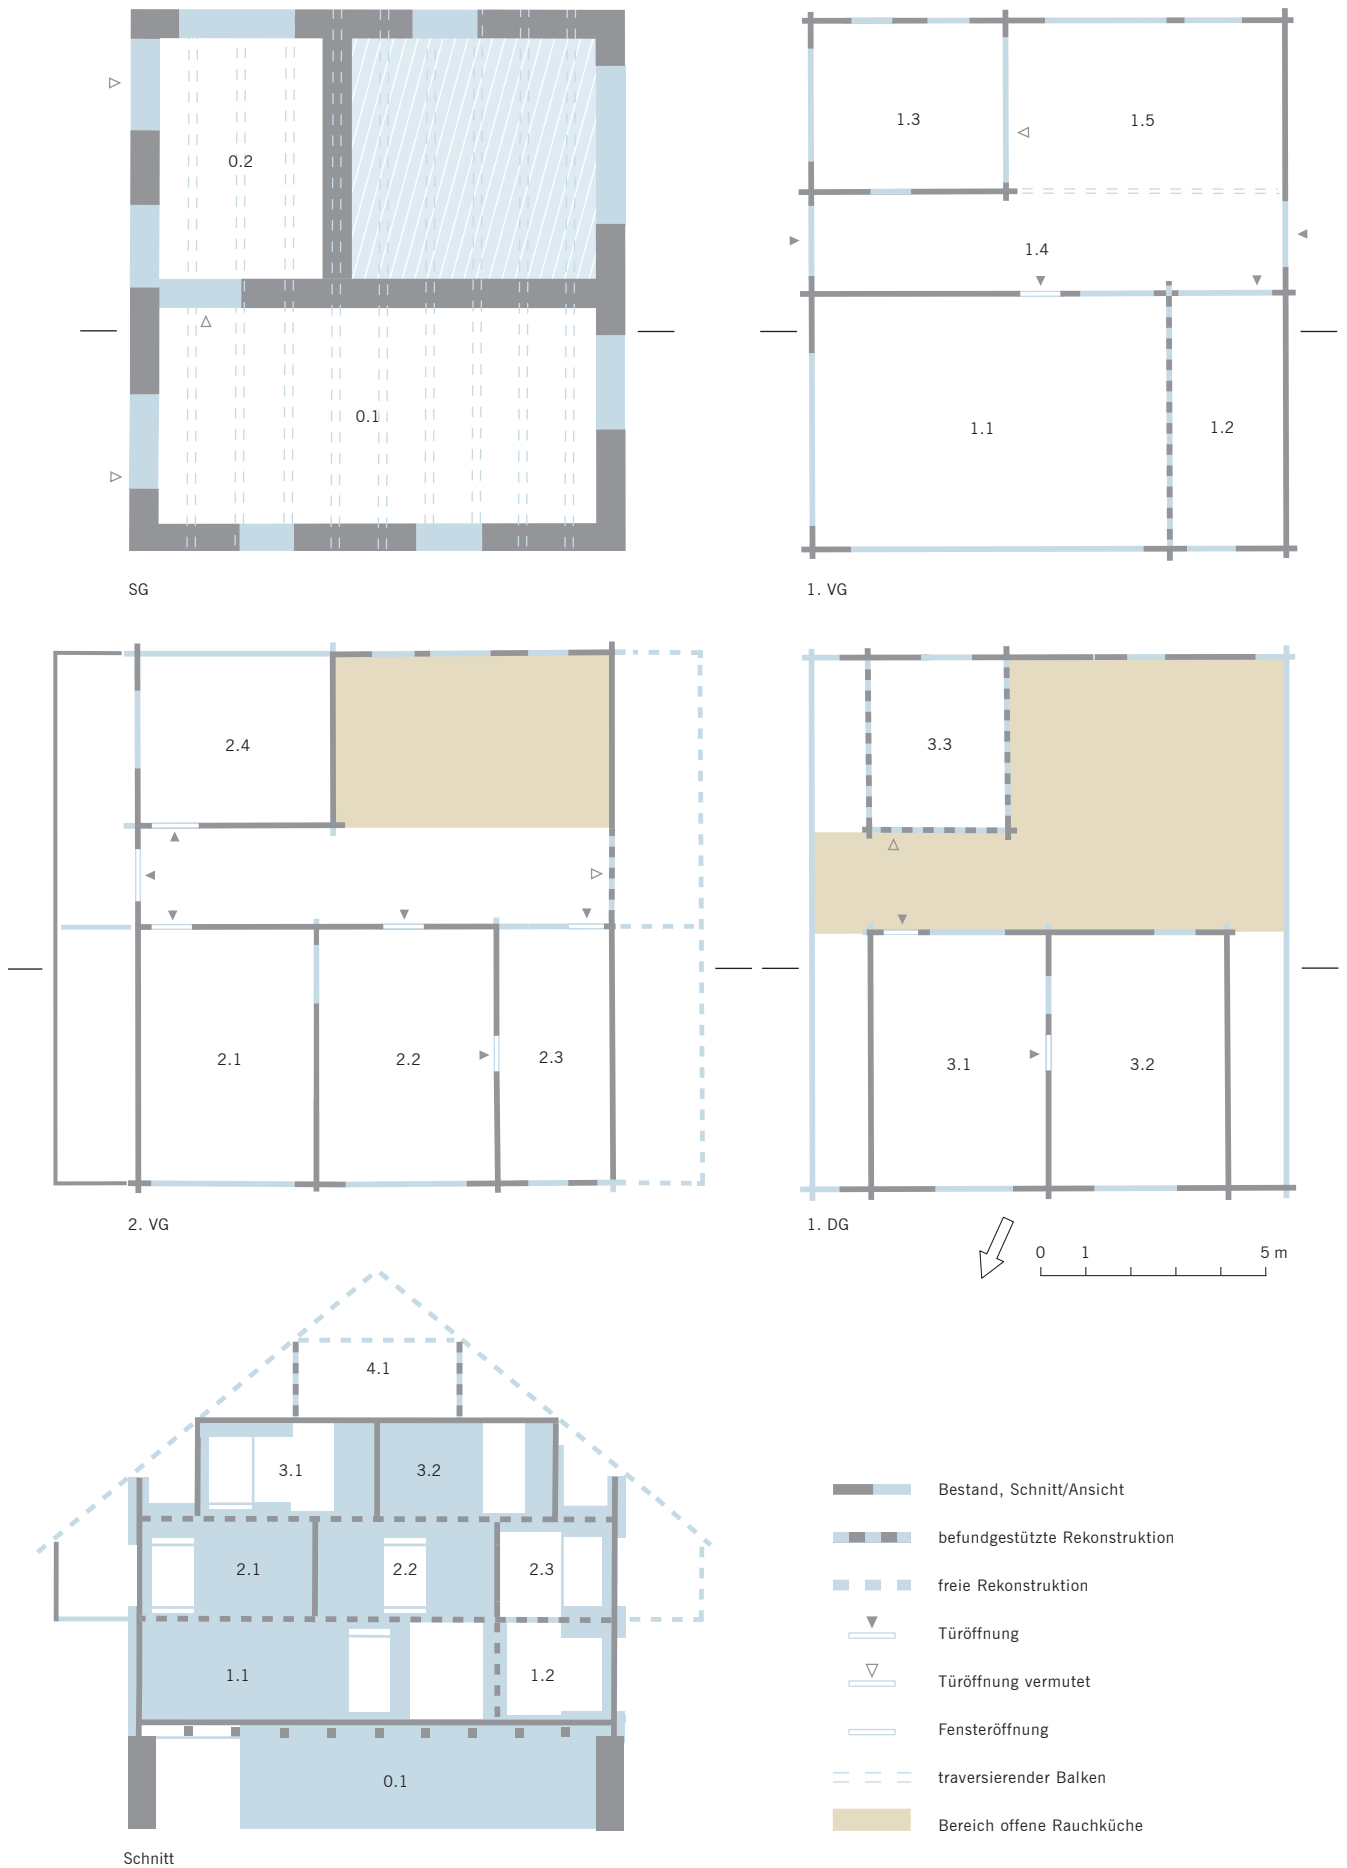 0.2
0.1
SG
1.3
1.5
1.4
1.1
1.2
1. VG
2.4
2.1
2.2
2.3
2. VG
3.3
3.1
3.2
1. DG
0 1 5 m
4.1
3.1
3.2
2.1
2.2
2.3
1.1
1.2
0.1
Schnitt
Bestand, Schnitt/Ansicht
befundgestützte Rekonstruktion
freie Rekonstruktion
Türöffnung
Türöffnung vermutet
Fensteröffnung
traversierender Balken
Bereich offene Rauchküche